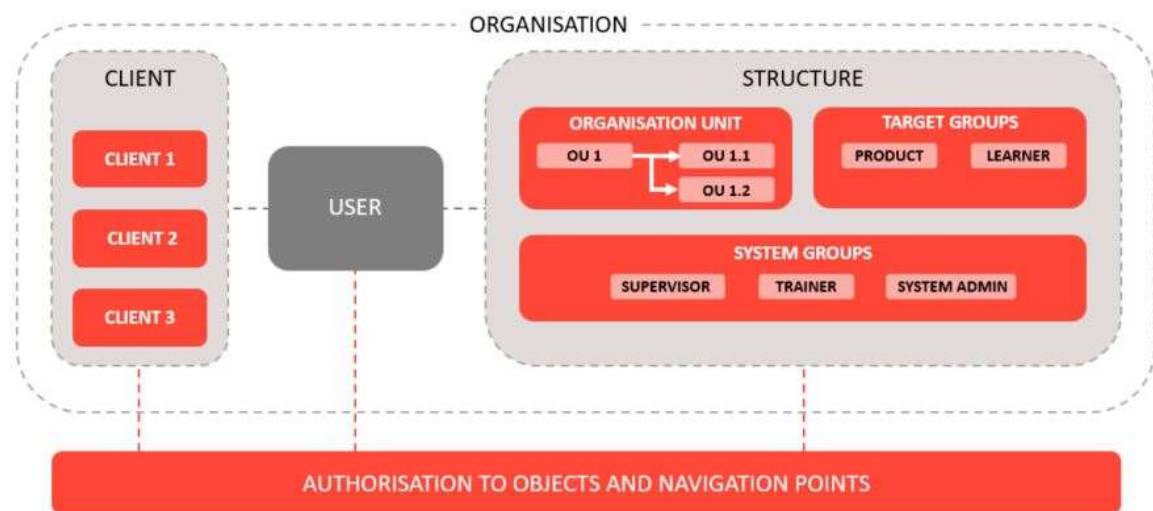 ORGANISATION
CLIENT
CLIENT 1
CLIENT 2
CLIENT 3
USER
STRUCTURE
ORGANISATION UNIT
OU 1
OU 1.1
OU 1.2
TARGET GROUPS
PRODUCT
LEARNER
SYSTEM GROUPS
SUPERVISOR
TRAINER
SYSTEM ADMIN
AUTHORISATION TO OBJECTS AND NAVIGATION POINTS